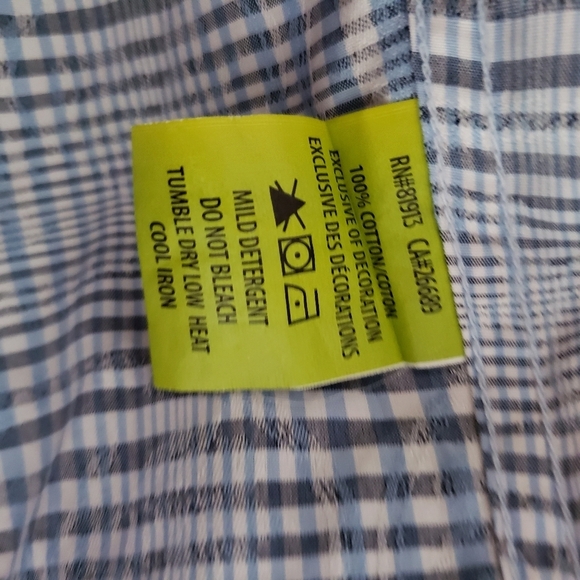 RN#81913 CA#26689
100% COTTON/COTON
EXCLUSIVE OF DECORATION
EXCLUSIVE DES DÉCORATIONS
MILD DETERGENT
DO NOT BLEACH
TUMBLE DRY LOW HEAT
COOL IRON